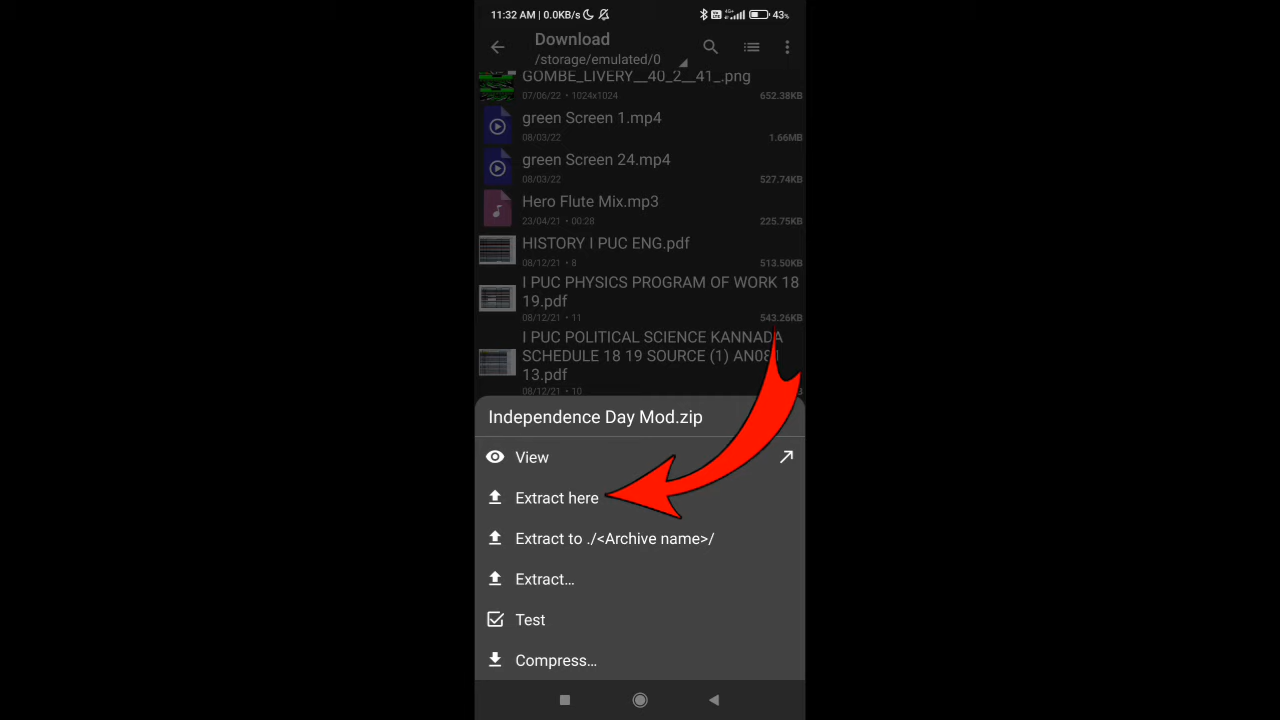 11:32 AM | 0.0KB/s
43%
Download
/storage/emulated/0
GOMBE_LIVERY__40_2__41_.png
07/06/22 • 1024x1024 652.38KB
green Screen 1.mp4
08/03/22 1.66MB
green Screen 24.mp4
08/03/22 527.74KB
Hero Flute Mix.mp3
23/04/21 • 00:28 225.75KB
HISTORY I PUC ENG.pdf
08/12/21 • 8 513.50KB
I PUC PHYSICS PROGRAM OF WORK 18
19.pdf
08/12/21 • 11 543.26KB
I PUC POLITICAL SCIENCE KANNADA
SCHEDULE 18 19 SOURCE (1)
13.pdf
08/12/21 • 10
Independence Day Mod.zip
View
Extract here
Extract to ./<Archive name>/
Extract...
Test
Compress...